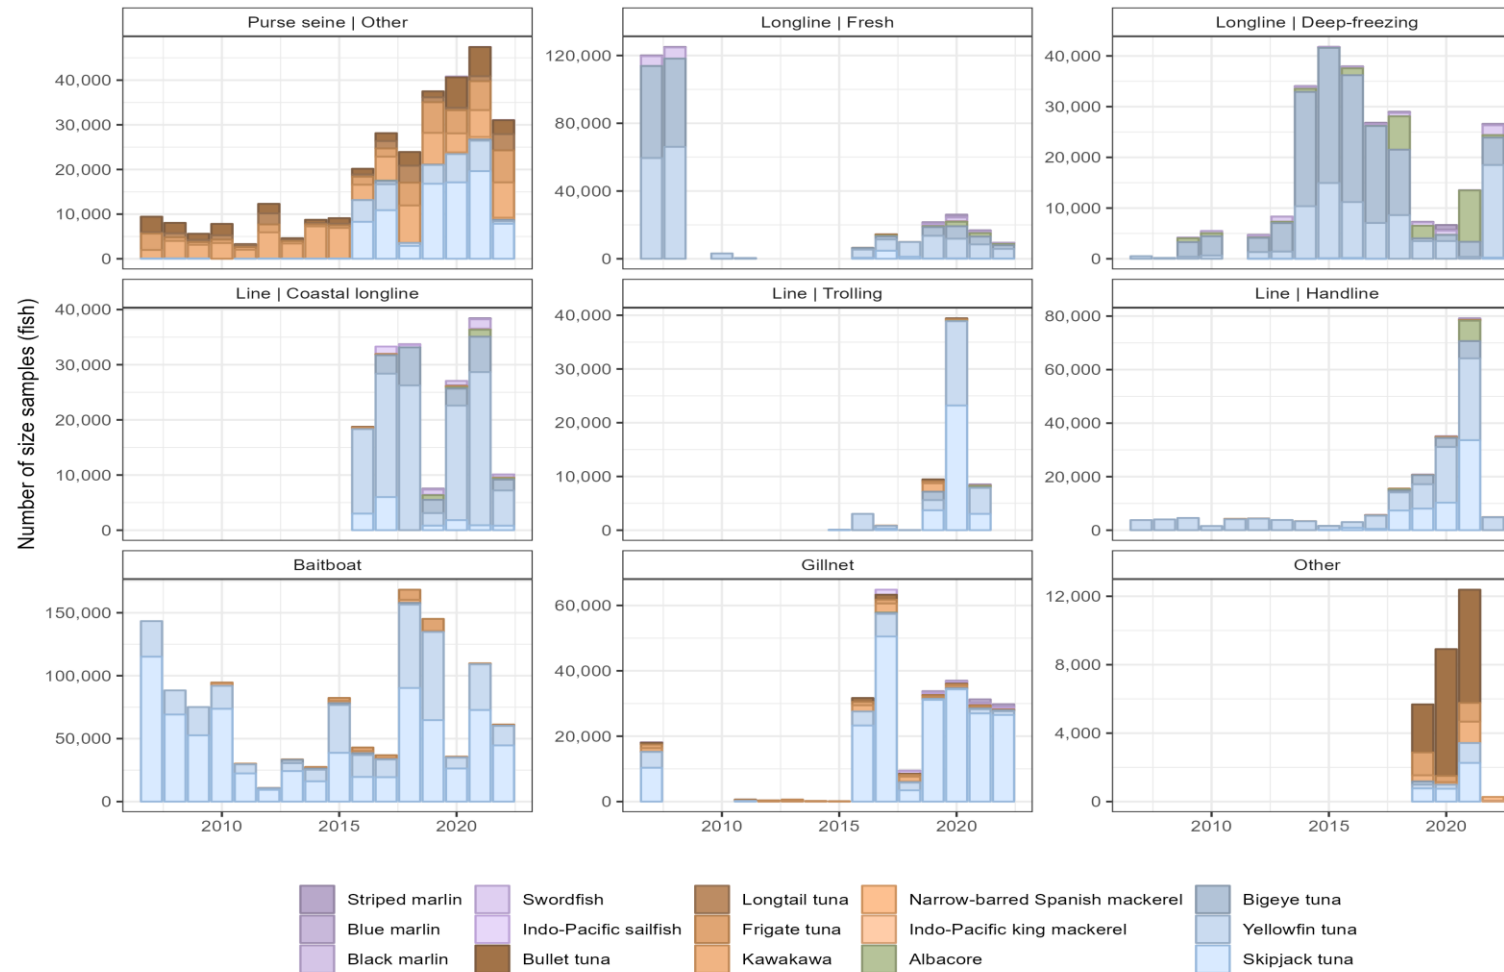 Purse seine | Other
Longline | Fresh
Longline | Deep-freezing
40,000
30,000
20,000
10,000
0
120,000
80,000
40,000
0
40,000
30,000
20,000
10,000
0
Number of size samples (fish)
Line | Coastal longline
Line | Trolling
Line | Handline
40,000
30,000
20,000
10,000
0
40,000
30,000
20,000
10,000
0
80,000
60,000
40,000
20,000
0
Baitboat
Gillnet
Other
150,000
100,000
50,000
0
60,000
40,000
20,000
0
12,000
8,000
4,000
0
2010 2015 2020
2010 2015 2020
2010 2015 2020
Striped marlin Swordfish Longtail tuna Narrow-barred Spanish mackerel Bigeye tuna
Blue marlin Indo-Pacific sailfish Frigate tuna Indo-Pacific king mackerel Yellowfin tuna
Black marlin Bullet tuna Kawakawa Albacore Skipjack tuna